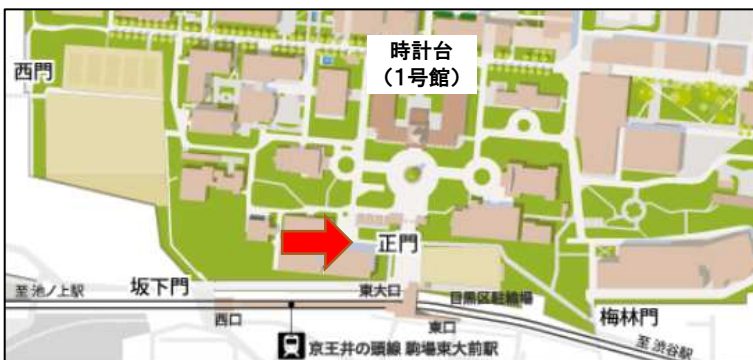 時計台
(1号館)
西門
正門
坂下門
至 池ノ上駅
東大口
目黒区駐輪場
梅林門
西口
東口
至 渋谷駅
京王井の頭線 駒場東大前駅